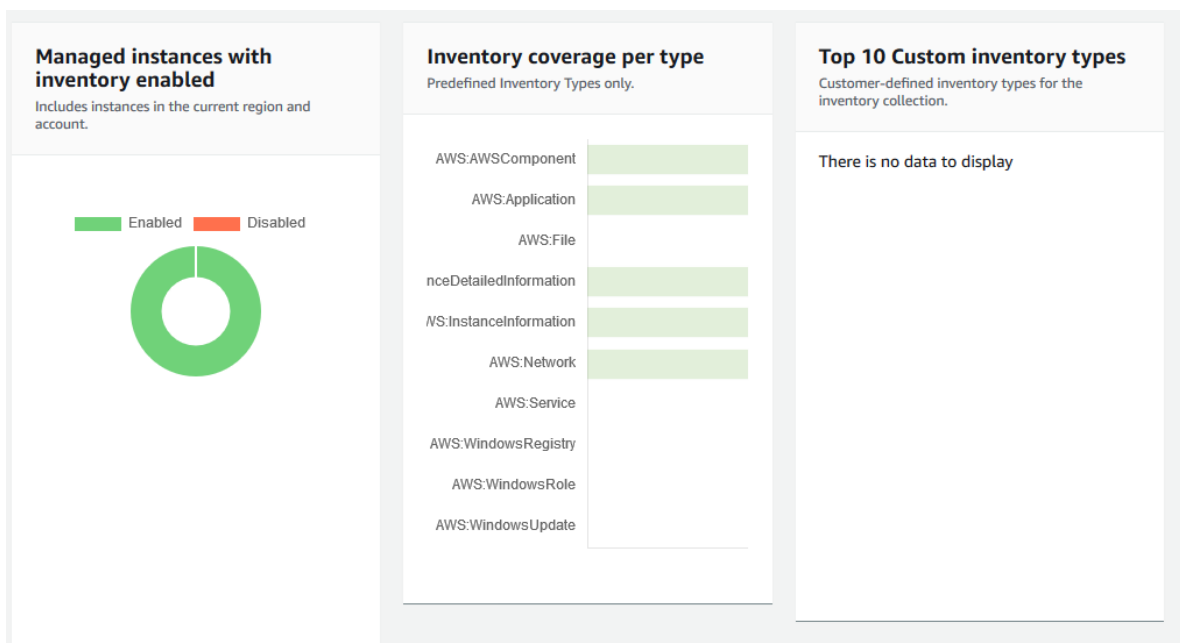 Managed instances with
inventory enabled
Includes instances in the current region and
account.
Enabled
Disabled
Inventory coverage per type
Predefined Inventory Types only.
AWS:AWSComponent
AWS:Application
AWS:File
nceDetailedInformation
WS:InstanceInformation
AWS:Network
AWS:Service
AWS:WindowsRegistry
AWS:WindowsRole
AWS:WindowsUpdate
Top 10 Custom inventory types
Customer-defined inventory types for the
inventory collection.
There is no data to display